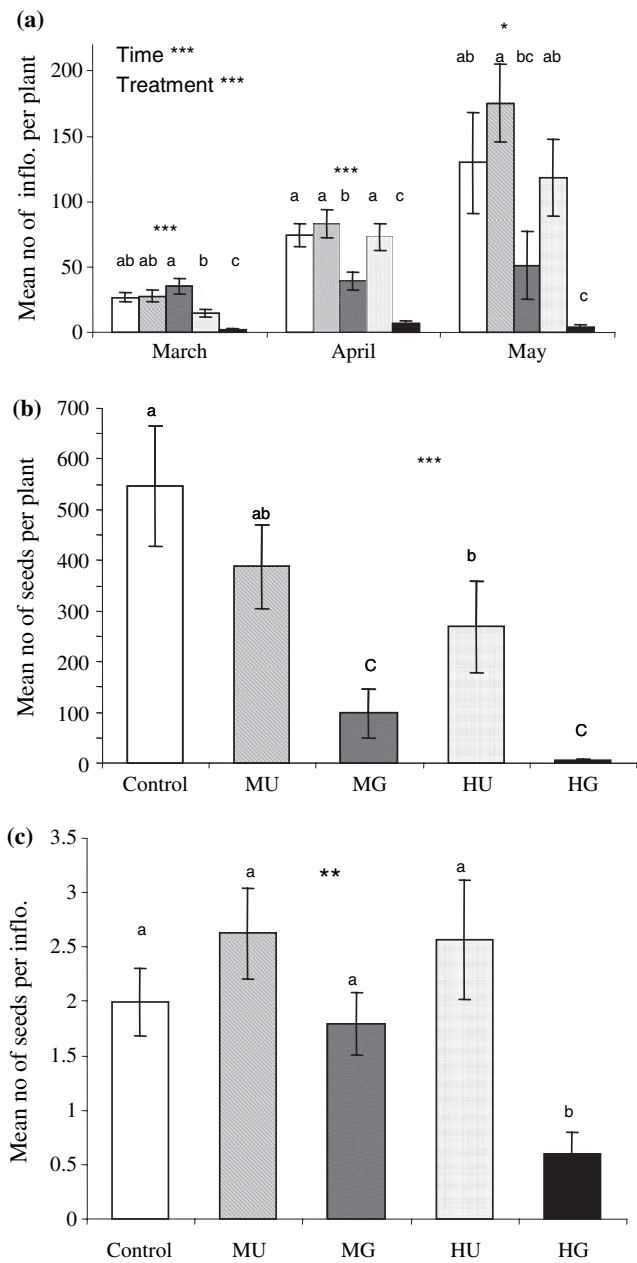 (a)
Mean no of inflo. per plant
200
150
100
50
0
Time ***
Treatment ***
***
ab ab a b c
***
a a b a c
*
ab a bc ab c
March April May
(b)
Mean no of seeds per plant
700
600
500
400
300
200
100
0
***
a ab c b c
Control MU MG HU HG
(c)
Mean no of seeds per inflo.
3.5
3
2.5
2
1.5
1
0.5
0
**
a a a a b
Control MU MG HU HG